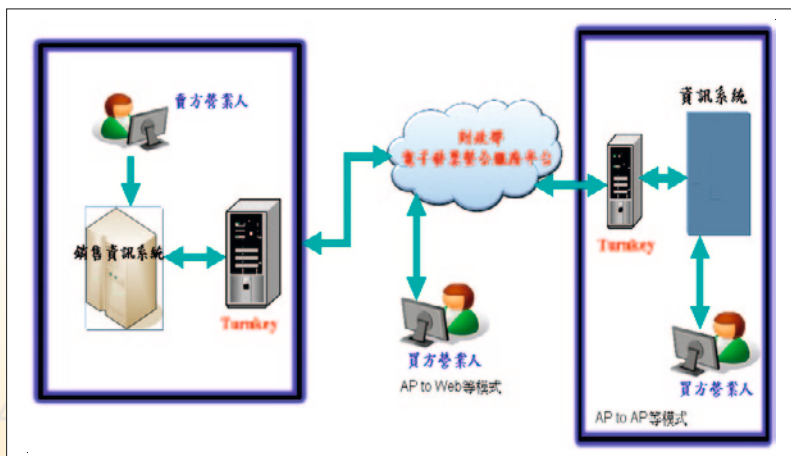 賣方營業人
銷售資訊系統
Turnkey
財政部
電子發票整合服務平台
買方營業人
AP to Web等模式
資訊系統
Turnkey
買方營業人
AP to AP等模式